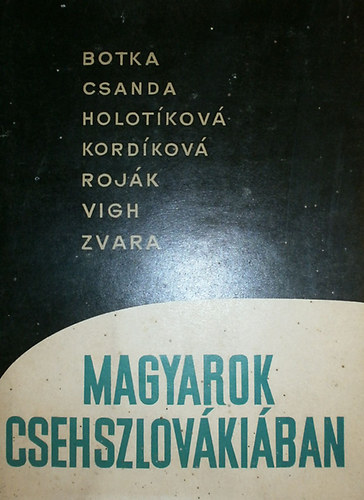 BOTKA
CSANDA
HOLOTÍKOVÁ
KORDÍKOVÁ
ROJÁK
VIGH
ZVARA
MAGYAROK
CSEHSZLOVÁKIÁBAN